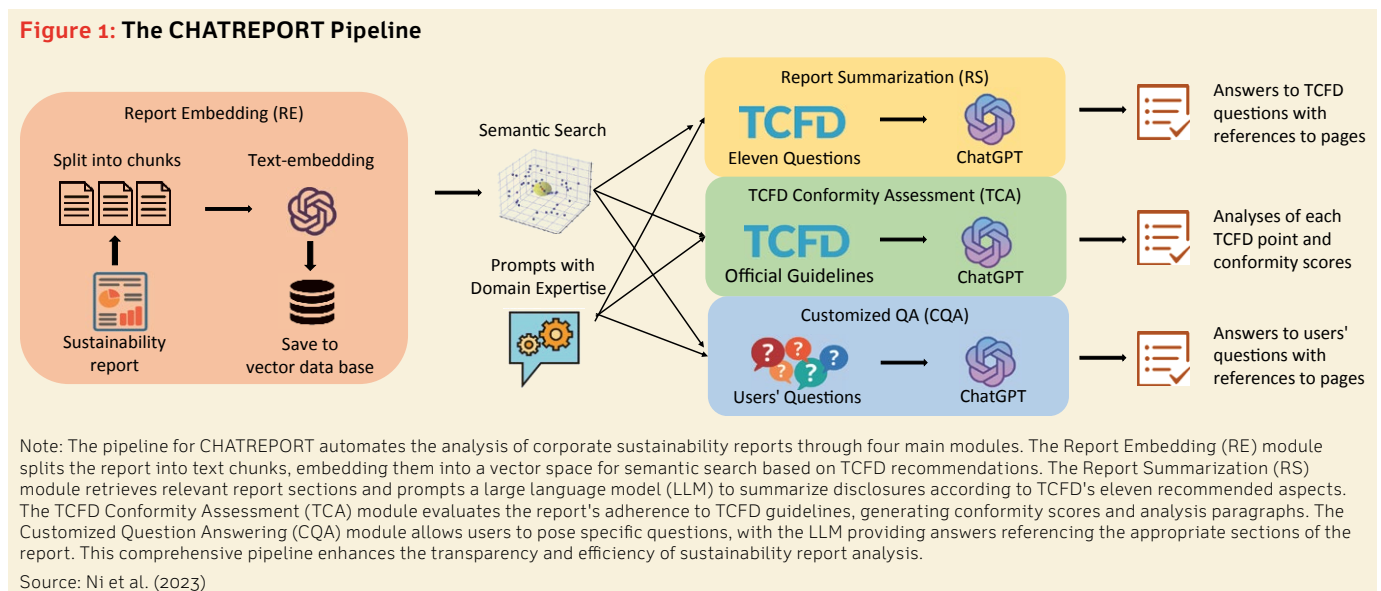 Figure 1: The CHATREPORT Pipeline
Report Embedding (RE)
Split into chunks
Text-embedding
Sustainability
report
Save to
vector data base
Semantic Search
Prompts with
Domain Expertise
Report Summarization (RS)
TCFD
Eleven Questions
ChatGPT
Answers to TCFD
questions with
references to pages
TCFD Conformity Assessment (TCA)
TCFD
Official Guidelines
ChatGPT
Analyses of each
TCFD point and
conformity scores
Customized QA (CQA)
? ? ? ? ?
Users' Questions
ChatGPT
Answers to users'
questions with
references to pages
Note: The pipeline for CHATREPORT automates the analysis of corporate sustainability reports through four main modules. The Report Embedding (RE) module
splits the report into text chunks, embedding them into a vector space for semantic search based on TCFD recommendations. The Report Summarization (RS)
module retrieves relevant report sections and prompts a large language model (LLM) to summarize disclosures according to TCFD's eleven recommended aspects.
The TCFD Conformity Assessment (TCA) module evaluates the report's adherence to TCFD guidelines, generating conformity scores and analysis paragraphs. The
Customized Question Answering (CQA) module allows users to pose specific questions, with the LLM providing answers referencing the appropriate sections of the
report. This comprehensive pipeline enhances the transparency and efficiency of sustainability report analysis.
Source: Ni et al. (2023)